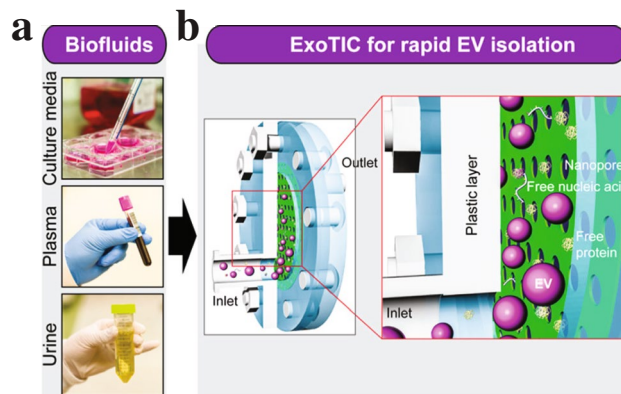 a
Biofluids
b
ExoTIC for rapid EV isolation
Culture media
Plasma
Urine
Outlet
Inlet
Plastic layer
Nanopore
Free nucleic acid
Free
protein
EV
Inlet